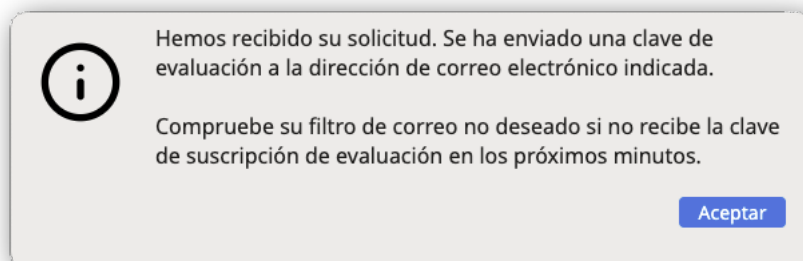 Hemos recibido su solicitud. Se ha enviado una clave de
evaluación a la dirección de correo electrónico indicada.
Compruebe su filtro de correo no deseado si no recibe la clave
de suscripción de evaluación en los próximos minutos.
Aceptar